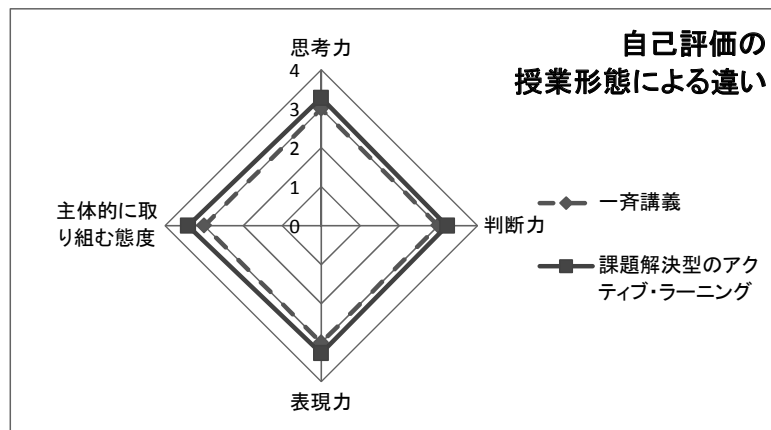 自己評価の
授業形態による違い
思考力
4
3
2
1
0
主体的に取
り組む態度
判断力
表現力
一斉講義
課題解決型のアク
ティブ・ラーニング